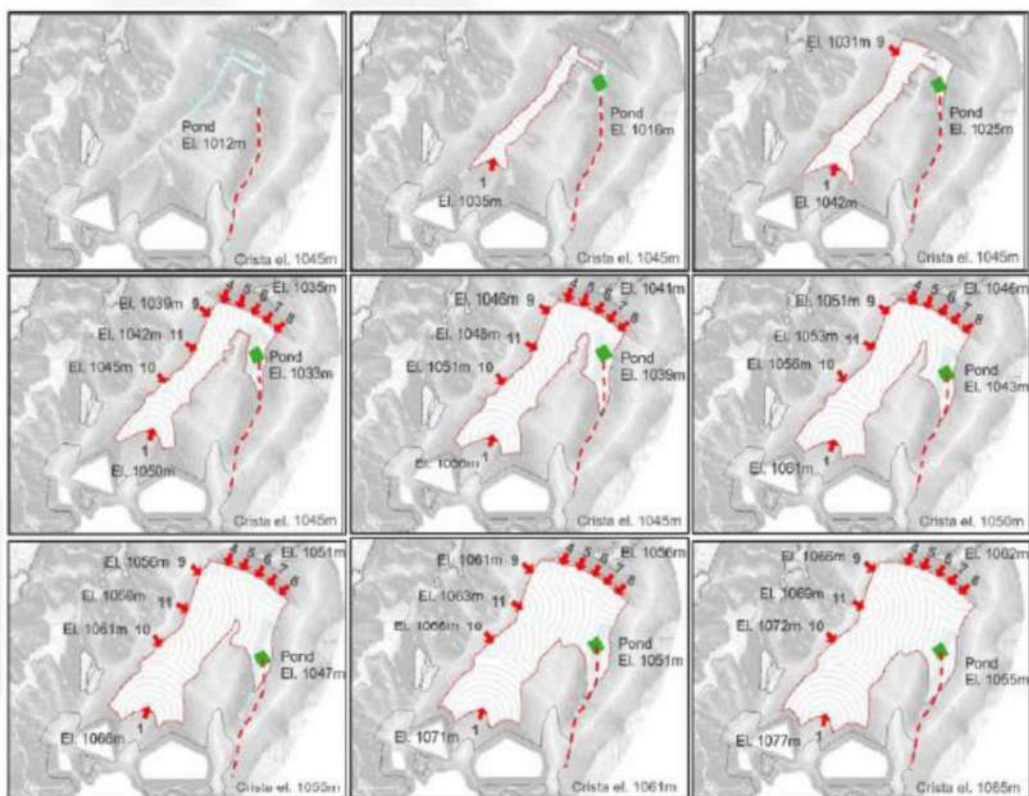 Pond
El. 1012m
Crista el. 1045m
Pond
El. 1016m
1
El. 1035m
Crista el. 1045m
El. 1031m 9
Pond
El. 1025m
1
El. 1042m
Crista el. 1045m
4 5 6 7 8
El. 1035m
El. 1039m 9
El. 1042m 11
El. 1045m 10
Pond
El. 1033m
1
El. 1050m
Crista el. 1045m
4 5 6 7 8
El. 1041m
El. 1046m 9
El. 1048m 11
El. 1051m 10
Pond
El. 1039m
1
Crista el. 1045m
4 5 6 7 8
El. 1046m
El. 1051m 9
El. 1053m 11
El. 1056m 10
Pond
El. 1043m
1
El. 1061m
Crista el. 1050m
4 5 6 7 8
El. 1051m
El. 1056m 9
11
El. 1061m 10
Pond
El. 1047m
1
El. 1066m
Crista el. 1055m
4 5 6 7 8
El. 1056m
El. 1061m 9
El. 1063m 11
El. 1066m 10
Pond
El. 1051m
1
El. 1071m
Crista el. 1061m
4 5 6 7 8
El. 1062m
El. 1066m 9
El. 1069m 11
El. 1072m 10
Pond
El. 1055m
1
El. 1077m
Crista el. 1065m